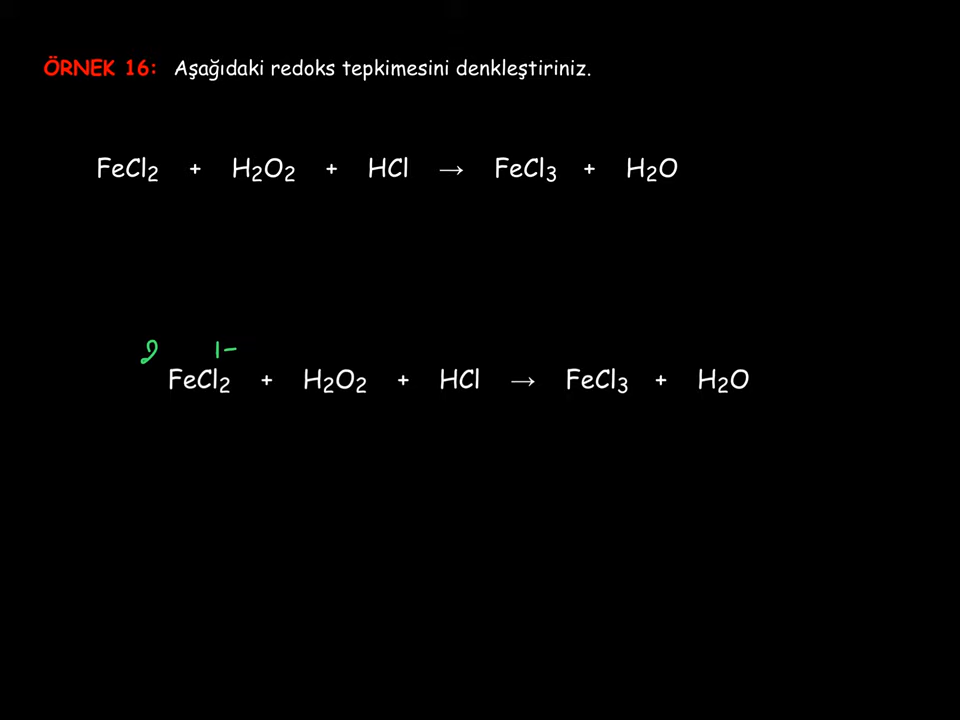 ÖRNEK 16: Aşağıdaki redoks tepkimesini denkleştiriniz.
FeCl₂ + H₂O₂ + HCl → FeCl₃ + H₂O
2 1-
FeCl₂ + H₂O₂ + HCl → FeCl₃ + H₂O